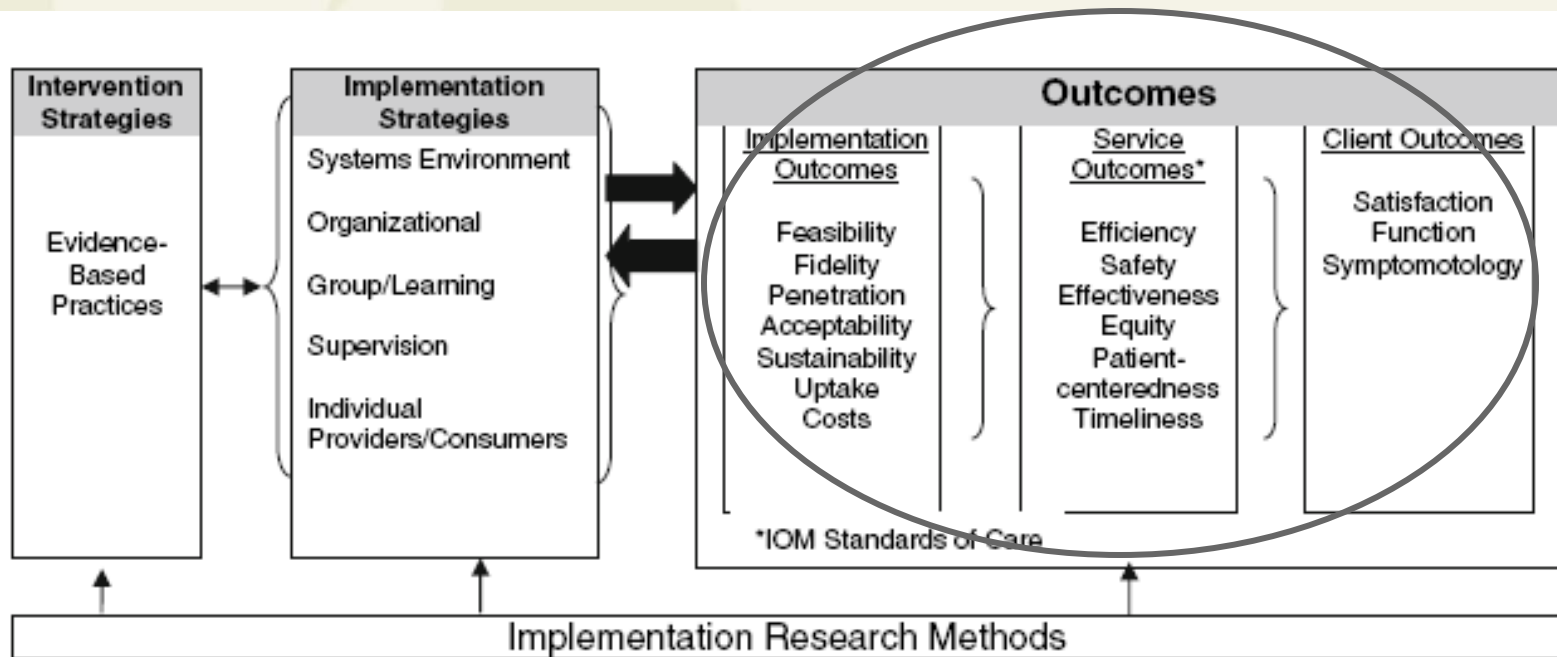 Intervention
Strategies
Evidence-
Based
Practices
Implementation
Strategies
Systems Environment
Organizational
Group/Learning
Supervision
Individual
Providers/Consumers
Outcomes
Implementation
Outcomes
Feasibility
Fidelity
Penetration
Acceptability
Sustainability
Uptake
Costs
Service
Outcomes*
Efficiency
Safety
Effectiveness
Equity
Patient-
centeredness
Timeliness
Client Outcomes
Satisfaction
Function
Symptomotology
*IOM Standards of Care
Implementation Research Methods